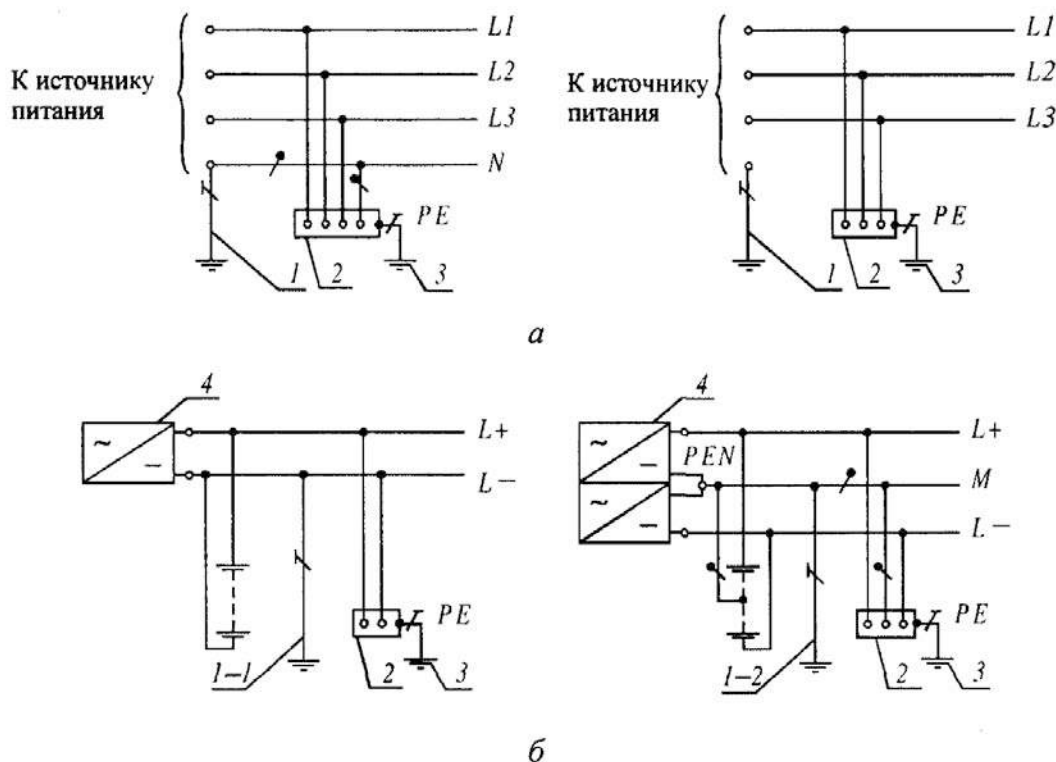 К источнику
питания
L1
L2
L3
N
PE
1
2
3
К источнику
питания
L1
L2
L3
PE
1
2
3
а
4
L+
L−
PE
1-1
2
3
4
L+
PEN
M
L−
PE
1-2
2
3
б